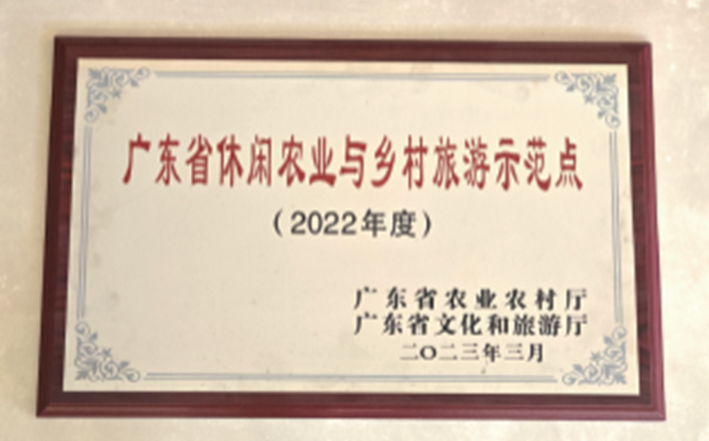 广东省休闲农业与乡村旅游示范点
（2022年度）
广东省农业农村厅
广东省文化和旅游厅
二〇二三年三月